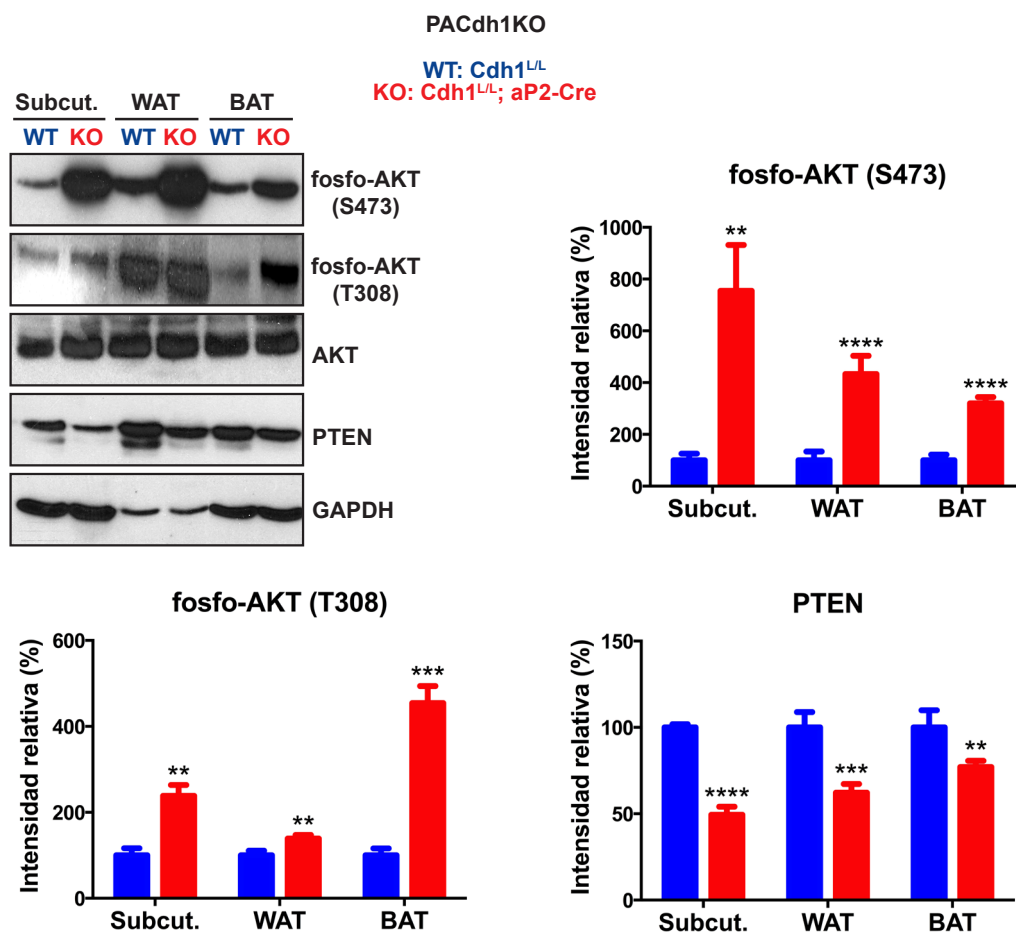 PACdh1KO
WT: Cdh1L/L
KO: Cdh1L/L; aP2-Cre
Subcut. WAT BAT
WT KO WT KO WT KO
fosfo-AKT
(S473)
fosfo-AKT
(T308)
AKT
PTEN
GAPDH
fosfo-AKT (S473)
Intensidad relativa (%)
1000
800
600
400
200
0
**
****
****
Subcut. WAT BAT
fosfo-AKT (T308)
Intensidad relativa (%)
600
400
200
0
**
**
***
Subcut. WAT BAT
PTEN
Intensidad relativa (%)
150
100
50
0
****
***
**
Subcut. WAT BAT